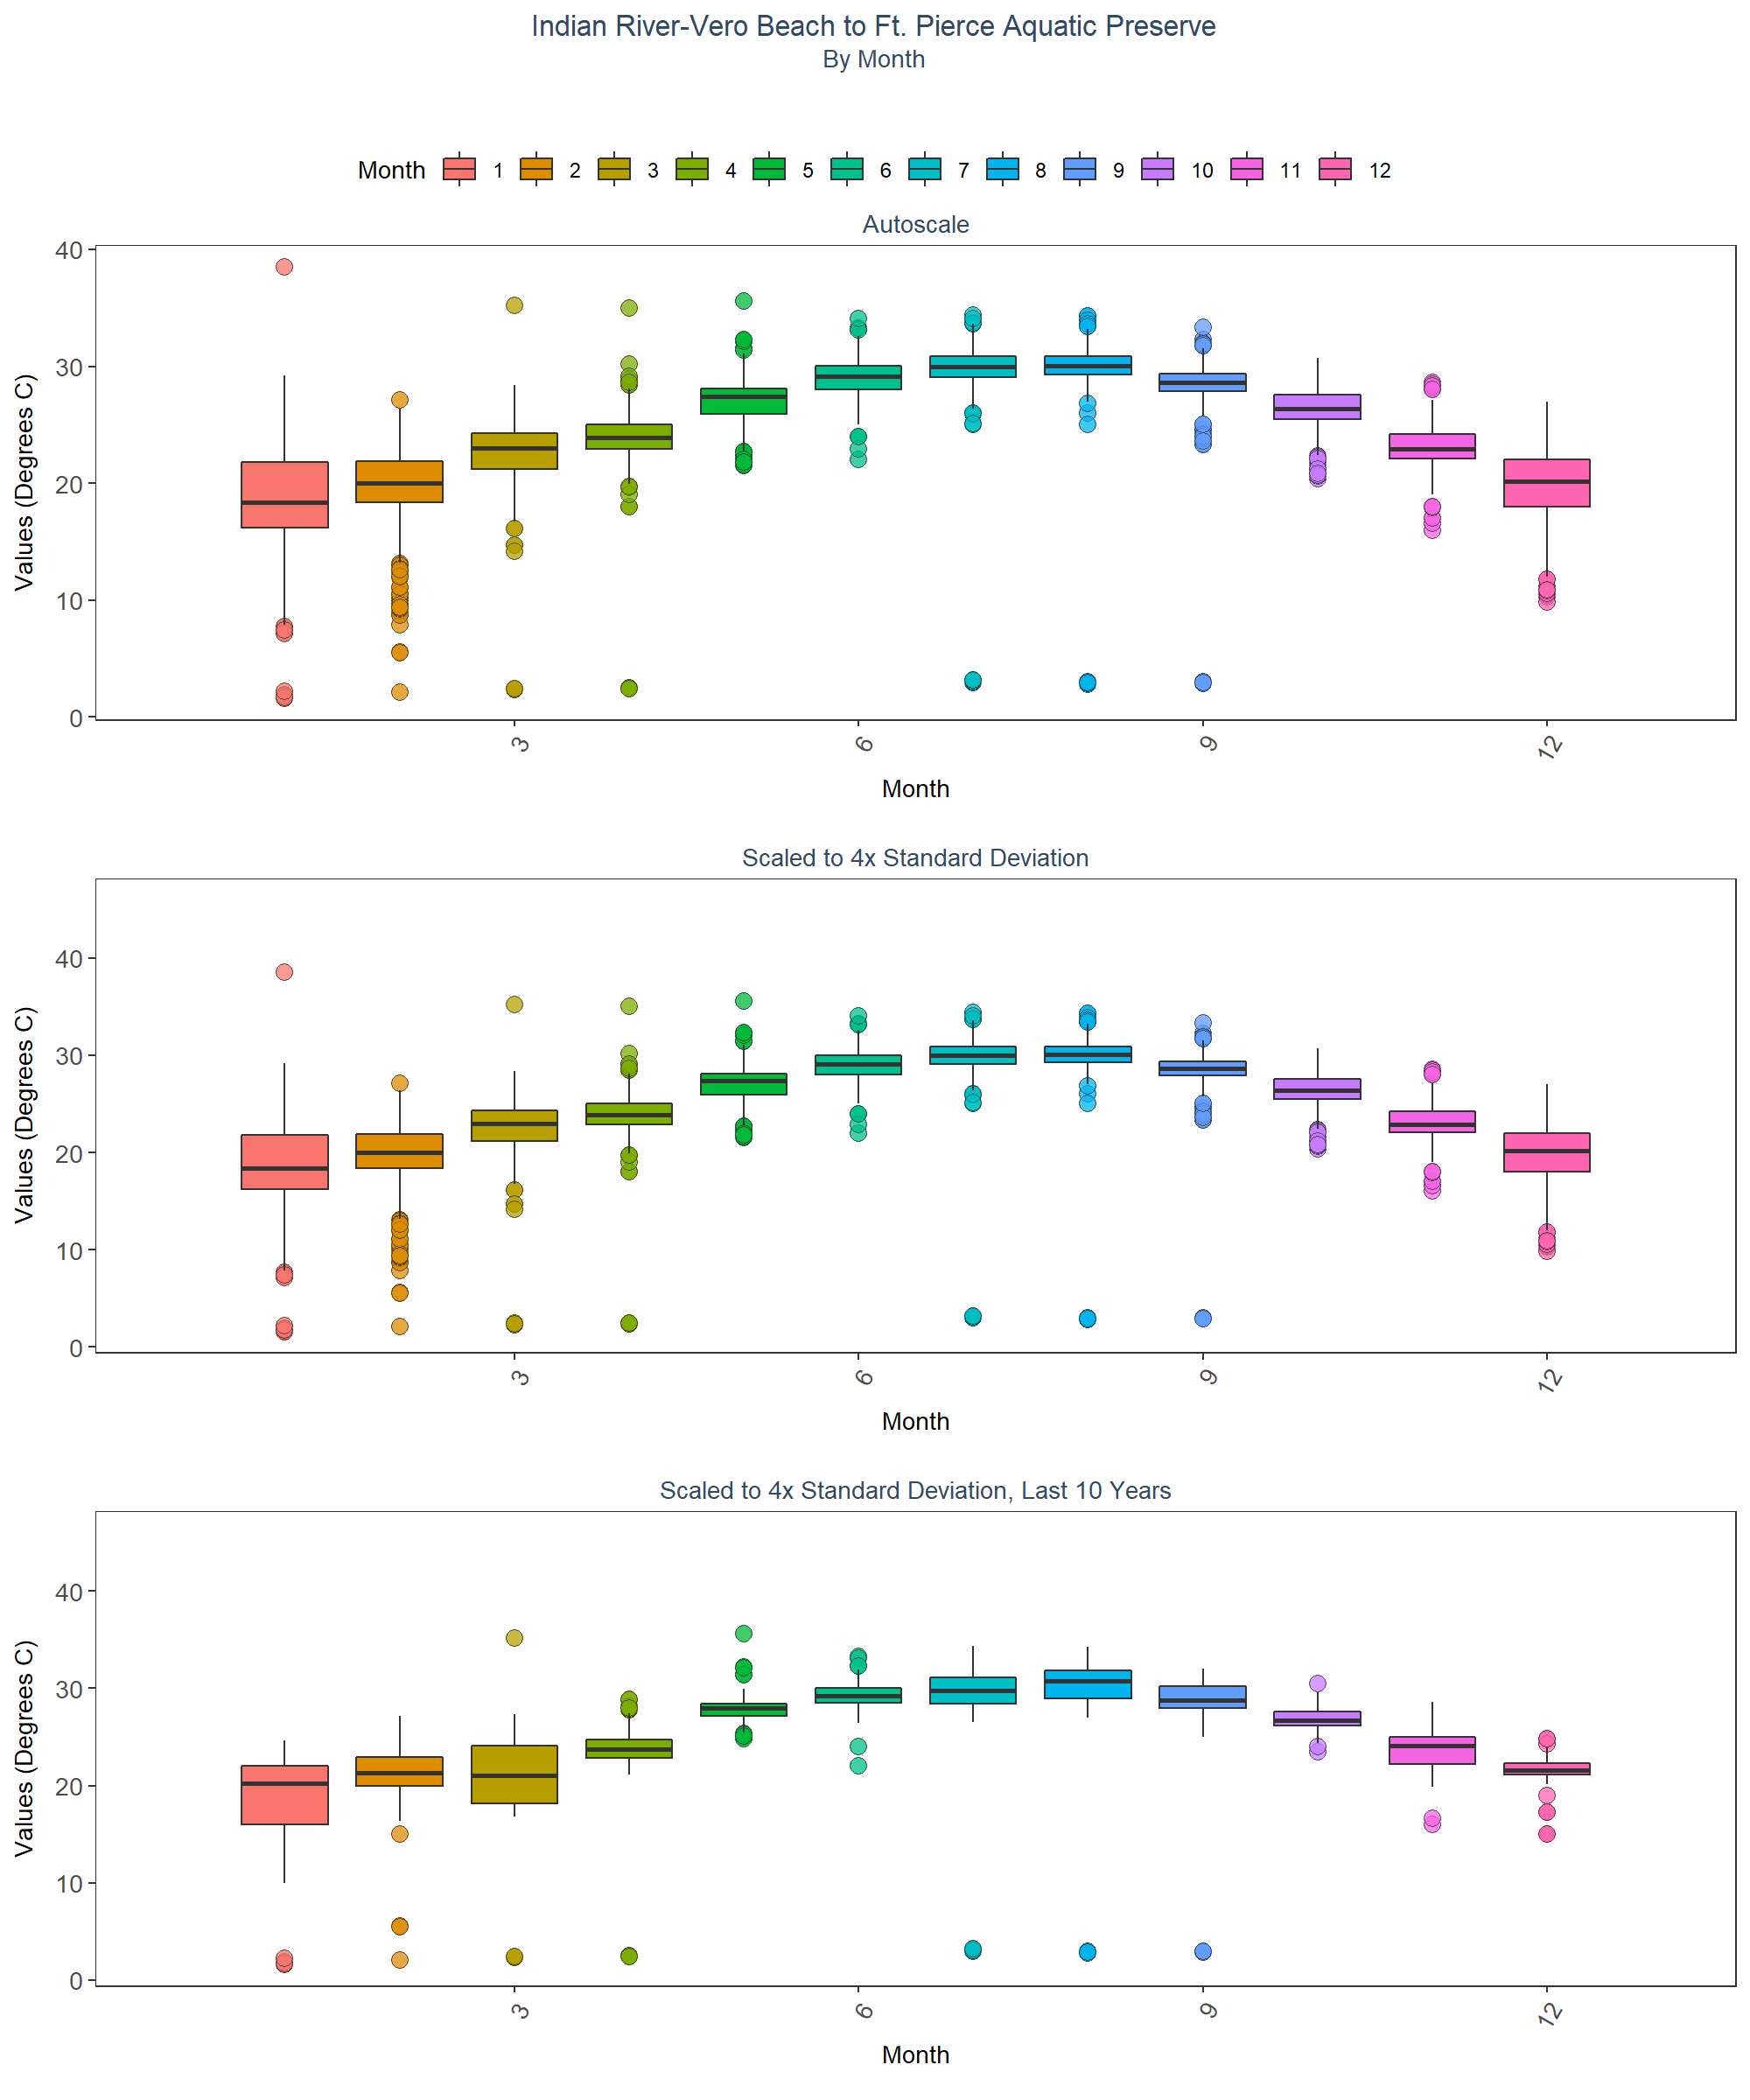 Indian River-Vero Beach to Ft. Pierce Aquatic Preserve
By Month
Month 1 2 3 4 5 6 7 8 9 10 11 12
Autoscale
Values (Degrees C)
40
30
20
10
0
3 6 9 12
Month
Scaled to 4x Standard Deviation
Values (Degrees C)
40
30
20
10
0
3 6 9 12
Month
Scaled to 4x Standard Deviation, Last 10 Years
Values (Degrees C)
40
30
20
10
0
3 6 9 12
Month